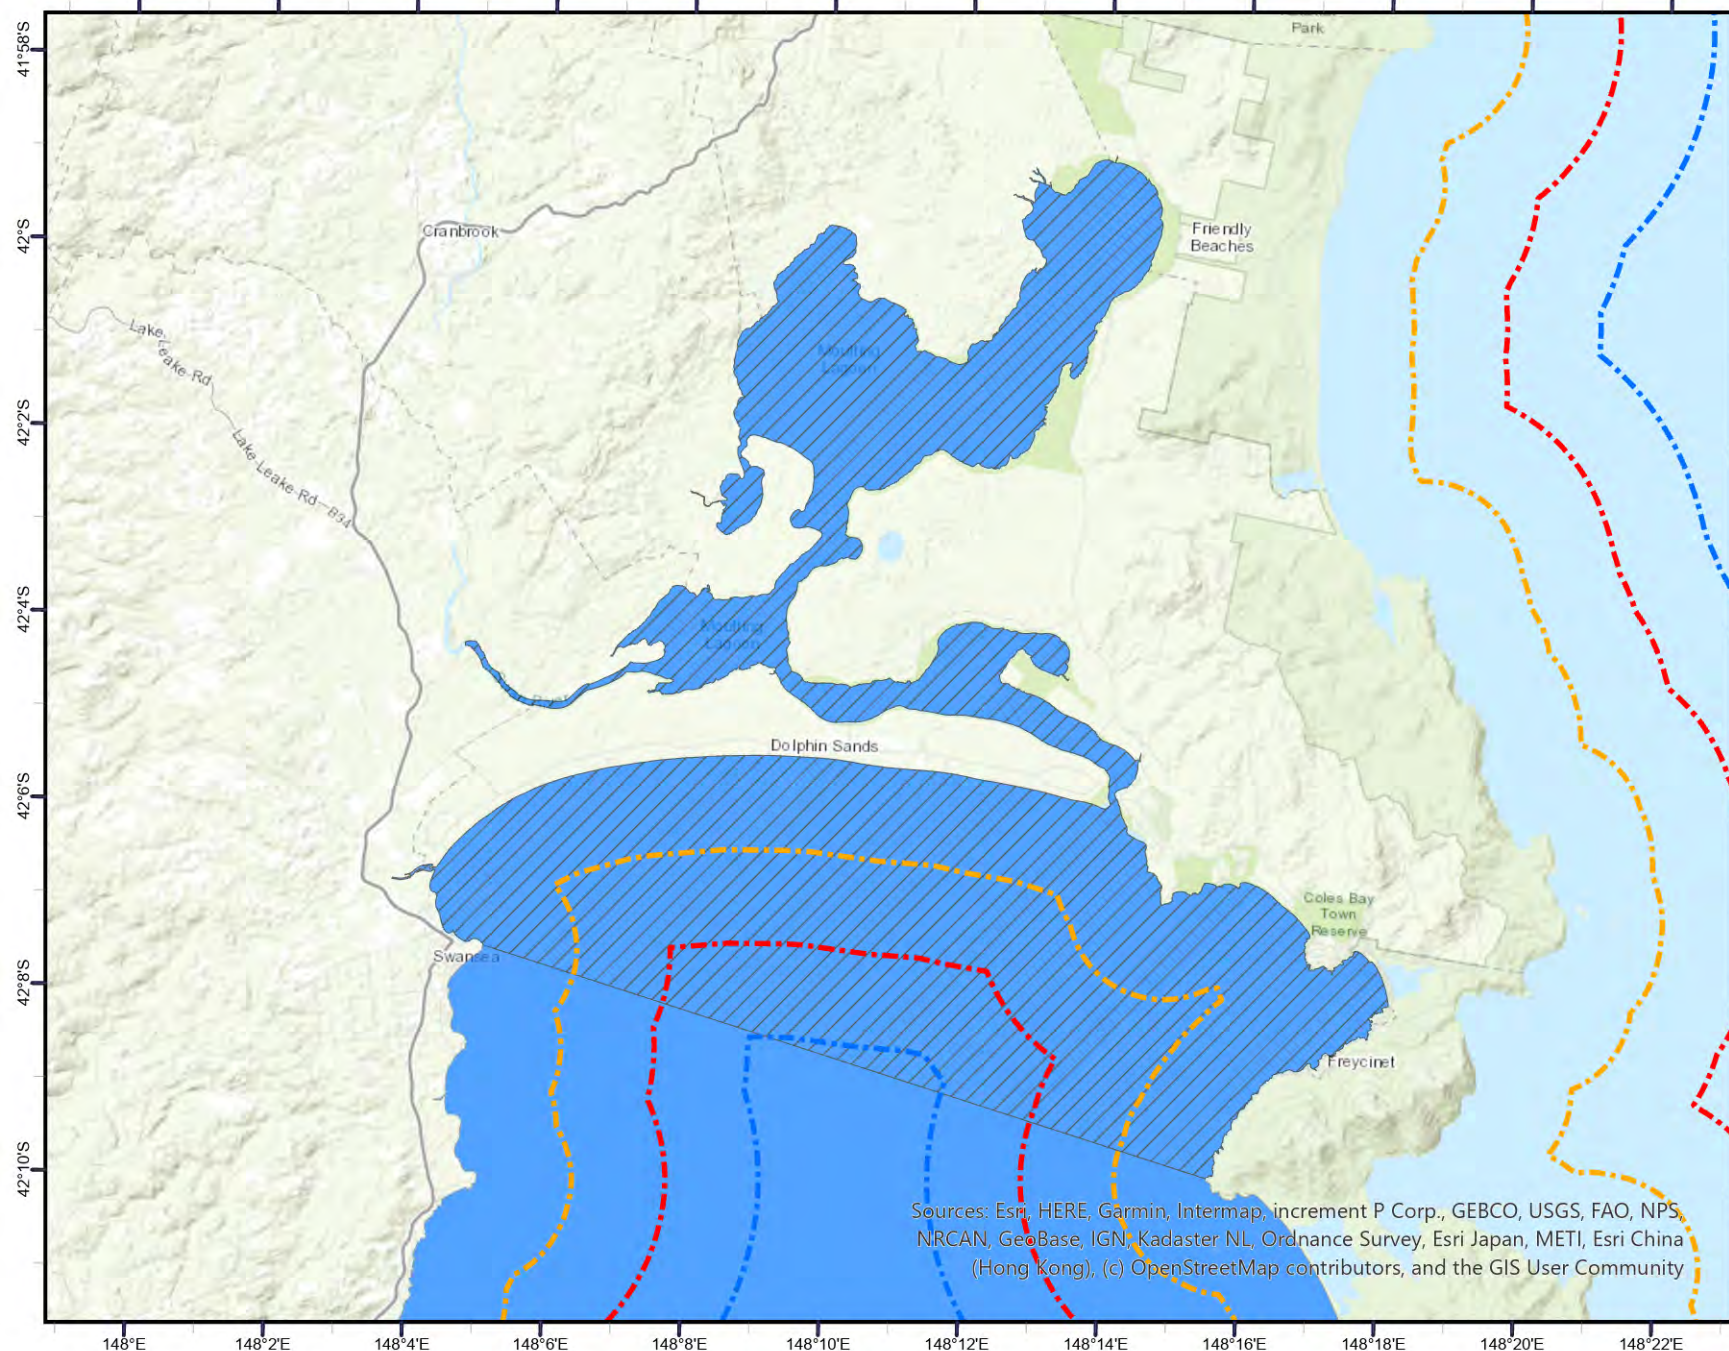 Park
41°58'S
Cranbrook
42°S
Friendly
Beaches
Lake
Leake-Rd
Moulting
Lagoon
42°2'S
Lake-Leake-Rd-B34
42°4'S
Moulting
Lagoon
Dolphin Sands
42°6'S
Coles Bay
Town
Reserve
Swansea
42°8'S
Freycinet
42°10'S
Sources: Esri, HERE, Garmin, Intermap, increment P Corp., GEBCO, USGS, FAO, NPS,
NRCAN, GeoBase, IGN, Kadaster NL, Ordnance Survey, Esri Japan, METI, Esri China
(Hong Kong), (c) OpenStreetMap contributors, and the GIS User Community
148°E
148°2'E
148°4'E
148°6'E
148°8'E
148°10'E
148°12'E
148°14'E
148°16'E
148°18'E
148°20'E
148°22'E